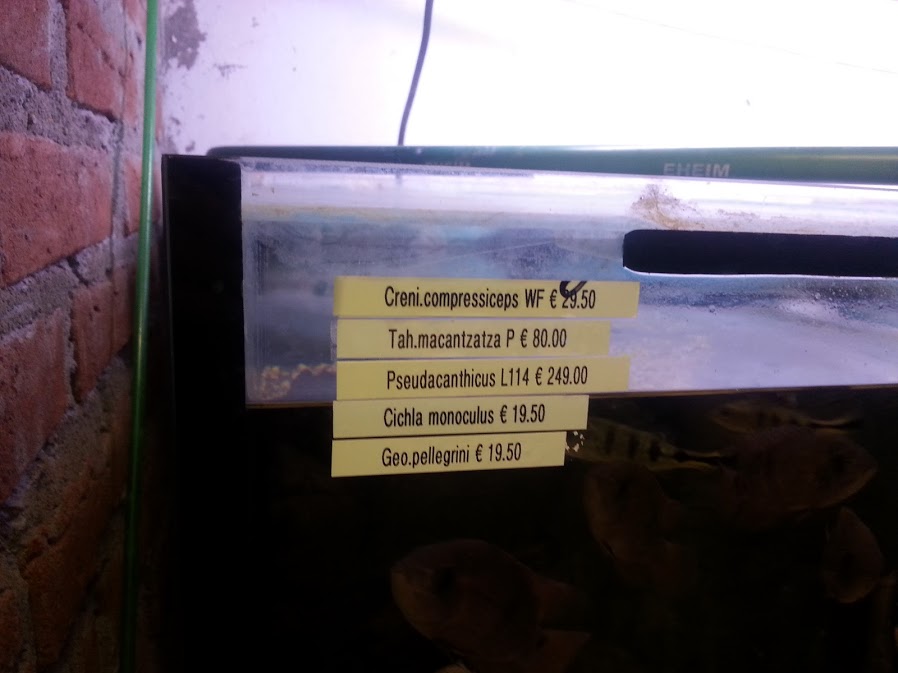 EHEIM
Creni.compressiceps WF € 29.50
Tah.macantzatza P € 80.00
Pseudacanthicus L114 € 249.00
Cichla monoculus € 19.50
Geo.pellegrini € 19.50